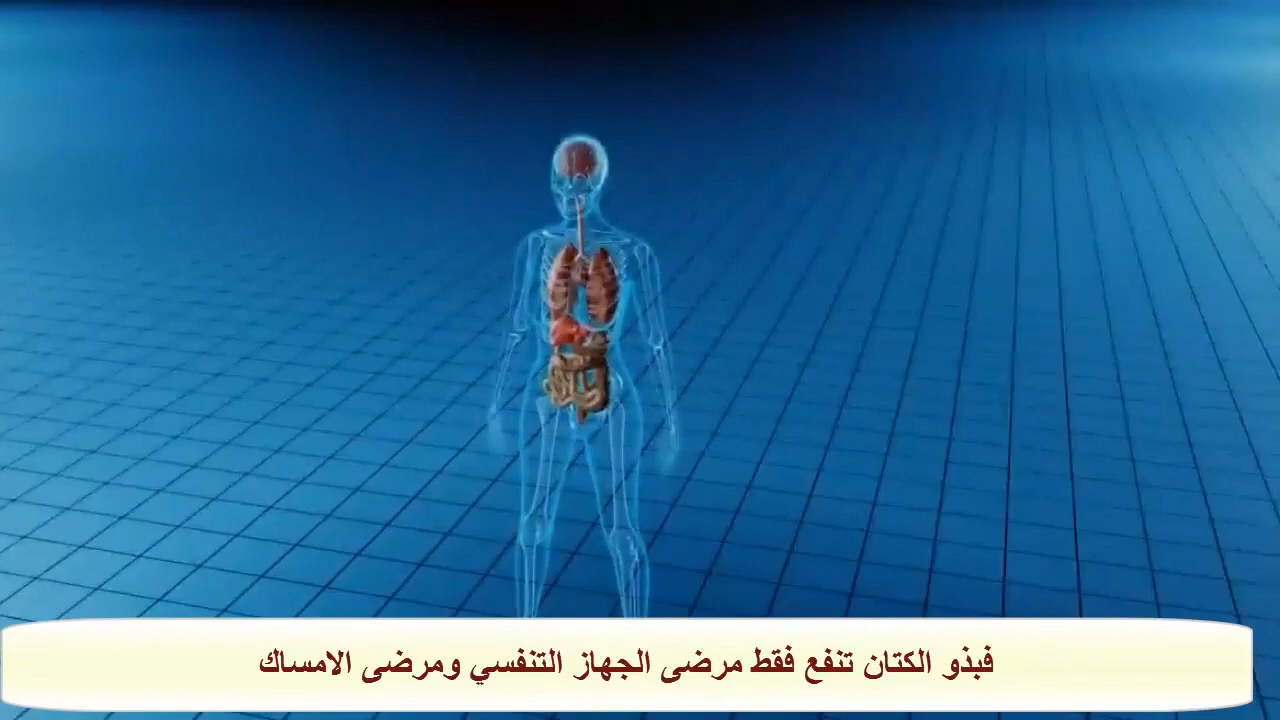 فبذو الكتان تنفع فقط مرضى الجهاز التنفسي ومرضى الامساك